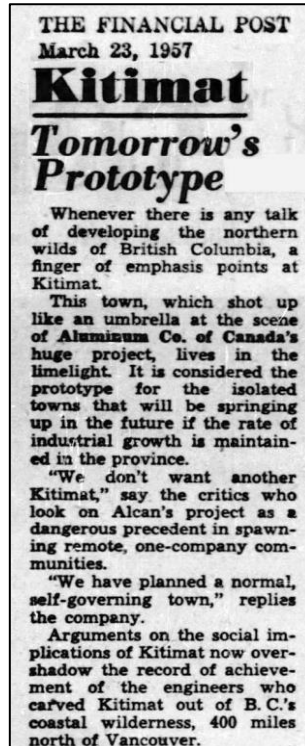 THE FINANCIAL POST
March 23, 1957
Kitimat
Tomorrow's
Prototype
Whenever there is any talk
of developing the northern
wilds of British Columbia, a
finger of emphasis points at
Kitimat.
This town, which shot up
like an umbrella at the scene
of Aluminum Co. of Canada's
huge project, lives in the
limelight. It is considered the
prototype for the isolated
towns that will be springing
up in the future if the rate of
industrial growth is maintain-
ed in the province.
"We don't want another
Kitimat," say the critics who
look on Alcan's project as a
dangerous precedent in spawn-
ing remote, one-company com-
munities.
"We have planned a normal,
self-governing town," replies
the company.
Arguments on the social im-
plications of Kitimat now over-
shadow the record of achieve-
ment of the engineers who
carved Kitimat out of B. C.'s
coastal wilderness, 400 miles
north of Vancouver.